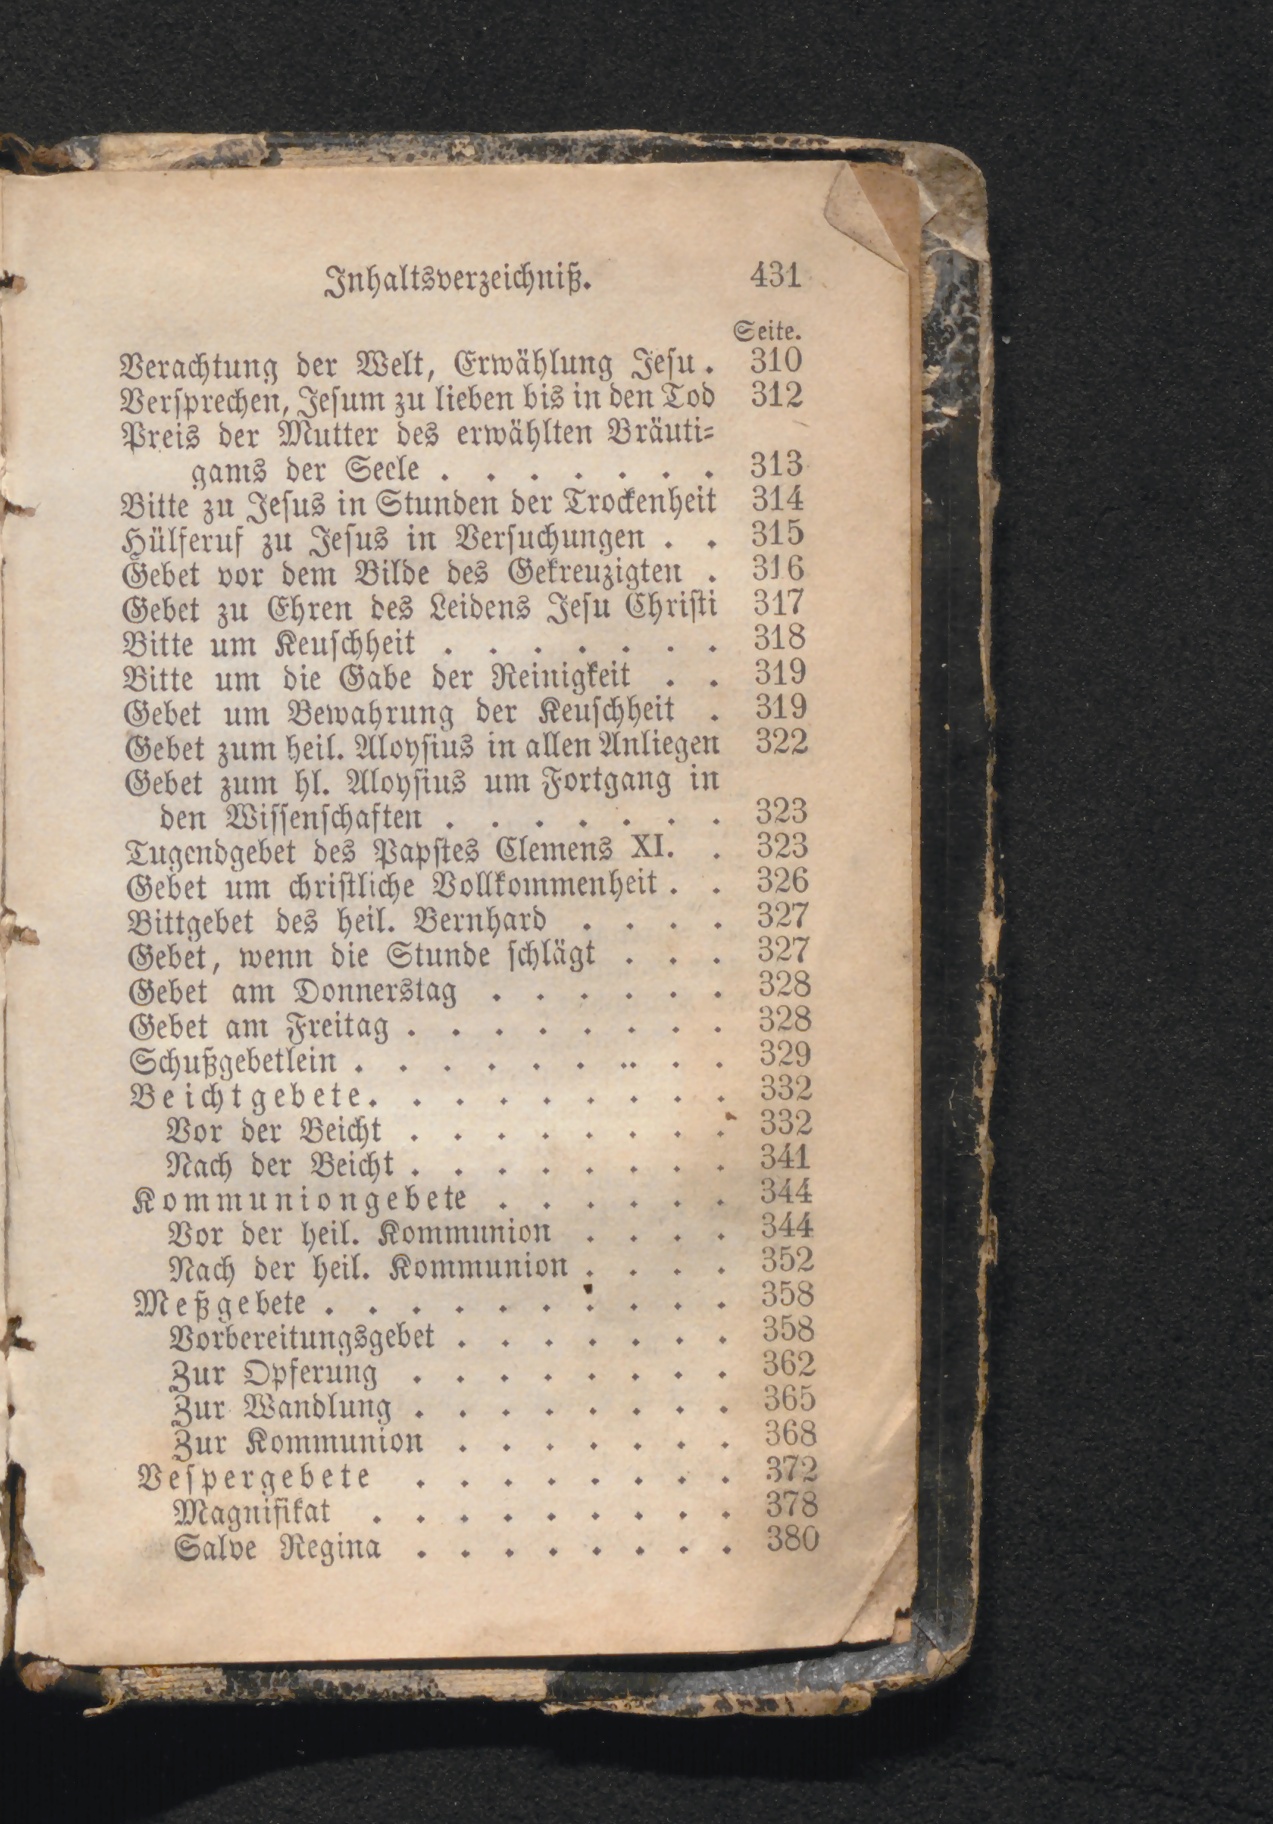 Inhaltsverzeichniß. 431
Seite.
Verachtung der Welt, Erwählung Jesu . 310
Versprechen, Jesum zu lieben bis in den Tod 312
Preis der Mutter des erwählten Bräuti-
gams der Seele . . . . . . . 313
Bitte zu Jesus in Stunden der Trockenheit 314
Hülferuf zu Jesus in Versuchungen . . 315
Gebet vor dem Bilde des Gekreuzigten . 316
Gebet zu Ehren des Leidens Jesu Christi 317
Bitte um Keuschheit . . . . . . . 318
Bitte um die Gabe der Reinigkeit . . 319
Gebet um Bewahrung der Keuschheit . 319
Gebet zum heil. Aloysius in allen Anliegen 322
Gebet zum hl. Aloysius um Fortgang in
den Wissenschaften . . . . . . . 323
Tugendgebet des Papstes Clemens XI. . 323
Gebet um christliche Vollkommenheit . . 326
Bittgebet des heil. Bernhard . . . . 327
Gebet, wenn die Stunde schlägt . . . 327
Gebet am Donnerstag . . . . . . 328
Gebet am Freitag . . . . . . . . 328
Schußgebetlein . . . . . . . . . 329
Beichtgebete . . . . . . . . . 332
Vor der Beicht . . . . . . . . 332
Nach der Beicht . . . . . . . . 341
Kommuniongebete . . . . . . 344
Vor der heil. Kommunion . . . . 344
Nach der heil. Kommunion . . . . 352
Meßgebete . . . . . . . . . . 358
Vorbereitungsgebet . . . . . . . 358
Zur Opferung . . . . . . . . 362
Zur Wandlung . . . . . . . . 365
Zur Kommunion . . . . . . . 368
Vespergebete . . . . . . . . 372
Magnifikat . . . . . . . . . 378
Salve Regina . . . . . . . . 380